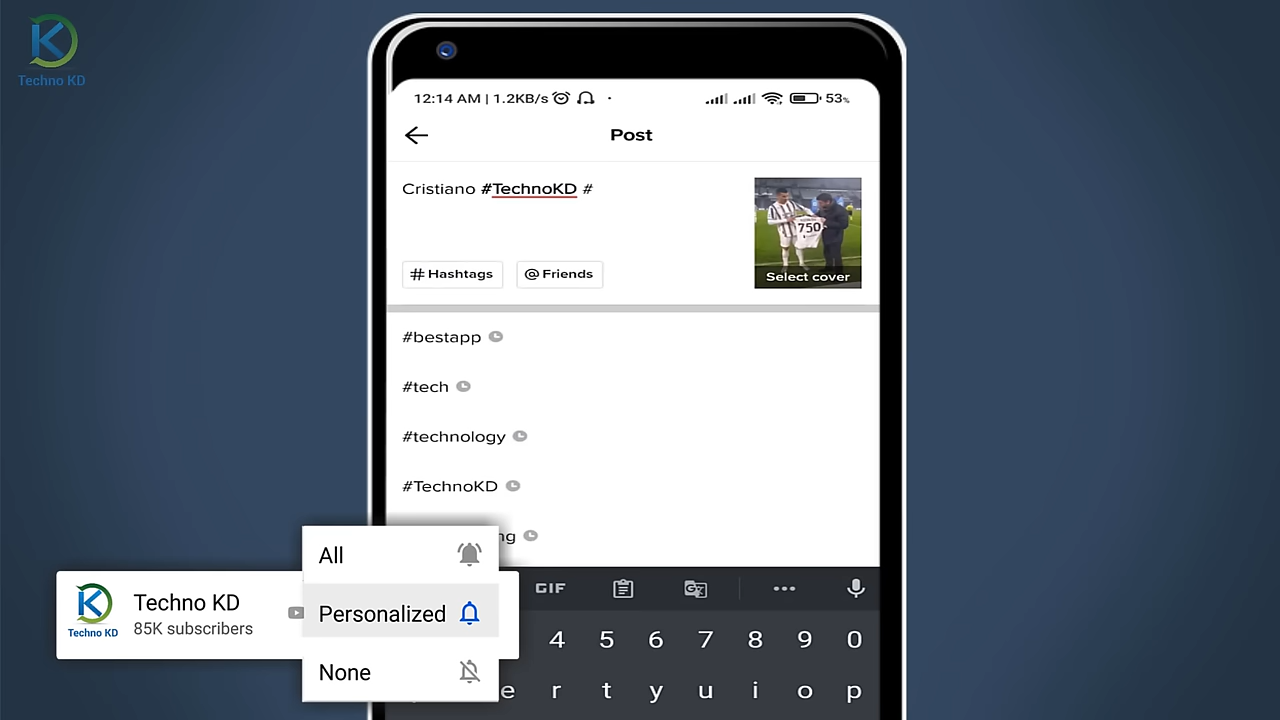 Techno KD
12:14 AM | 1.2KB/s
53%
Post
Cristiano #TechnoKD #
750
Select cover
# Hashtags
@ Friends
#bestapp
#tech
#technology
#TechnoKD
ng
All
Personalized
None
Techno KD
Techno KD
85K subscribers
GIF
4 5 6 7 8 9 0
e r t y u i o p